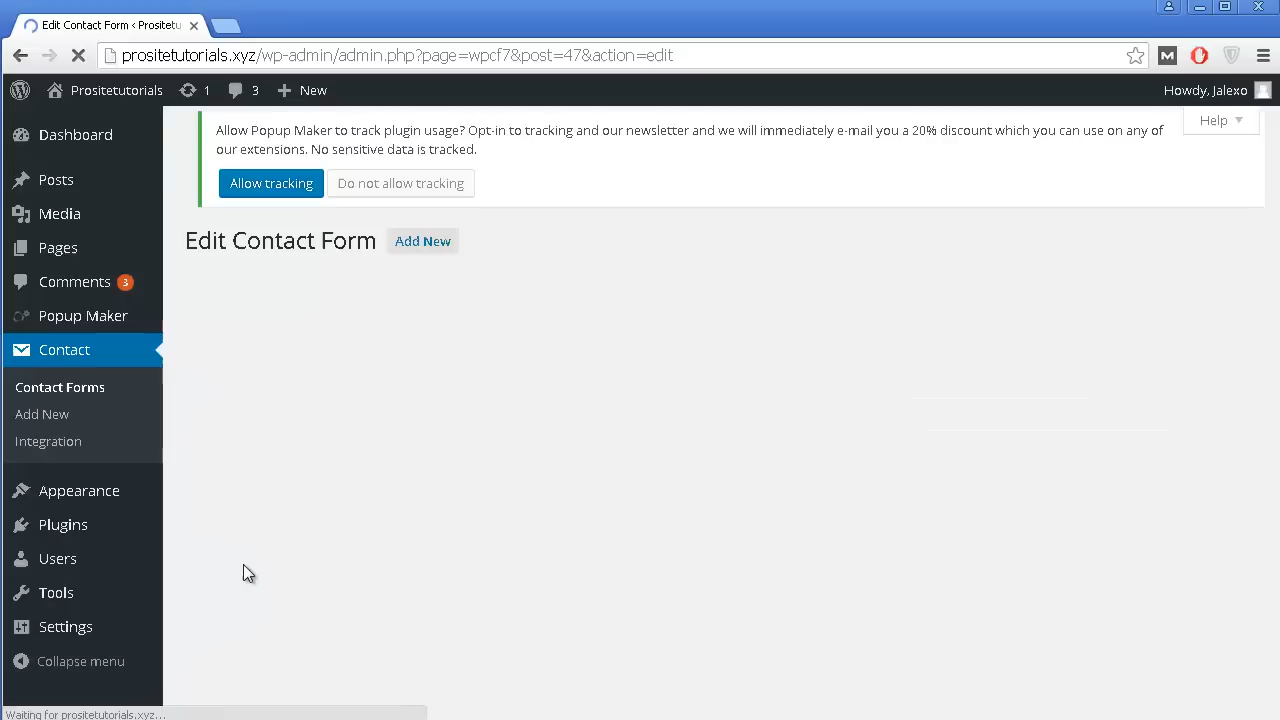 Edit Contact Form ‹ Prositetu
prositetutorials.xyz/wp-admin/admin.php?page=wpcf7&post=47&action=edit
Prositetutorials 1 3 New Howdy, Jalexo
Dashboard
Posts
Media
Pages
Comments 3
Popup Maker
Contact
Contact Forms
Add New
Integration
Appearance
Plugins
Users
Tools
Settings
Collapse menu
Help
Allow Popup Maker to track plugin usage? Opt-in to tracking and our newsletter and we will immediately e-mail you a 20% discount which you can use on any of
our extensions. No sensitive data is tracked.
Allow tracking Do not allow tracking
Edit Contact Form Add New
Waiting for prositetutorials.xyz...